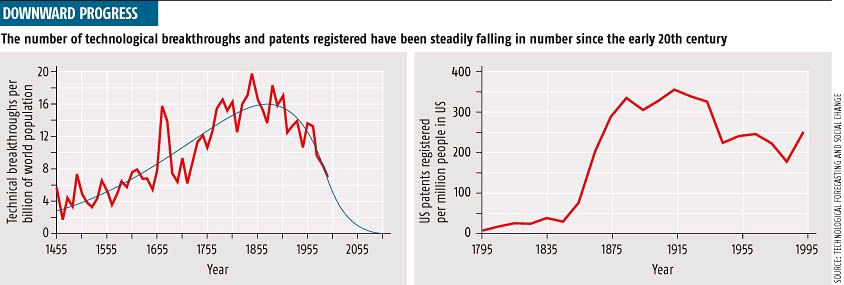 DOWNWARD PROGRESS
The number of technological breakthroughs and patents registered have been steadily falling in number since the early 20th century
Technical breakthroughs per
billion of world population
20
16
12
8
4
0
1455 1555 1655 1755 1855 1955 2055
Year
US patents registered
per million people in US
400
300
200
100
0
1795 1835 1875 1915 1955 1995
Year
SOURCE: TECHNOLOGICAL FORECASTING AND SOCIAL CHANGE